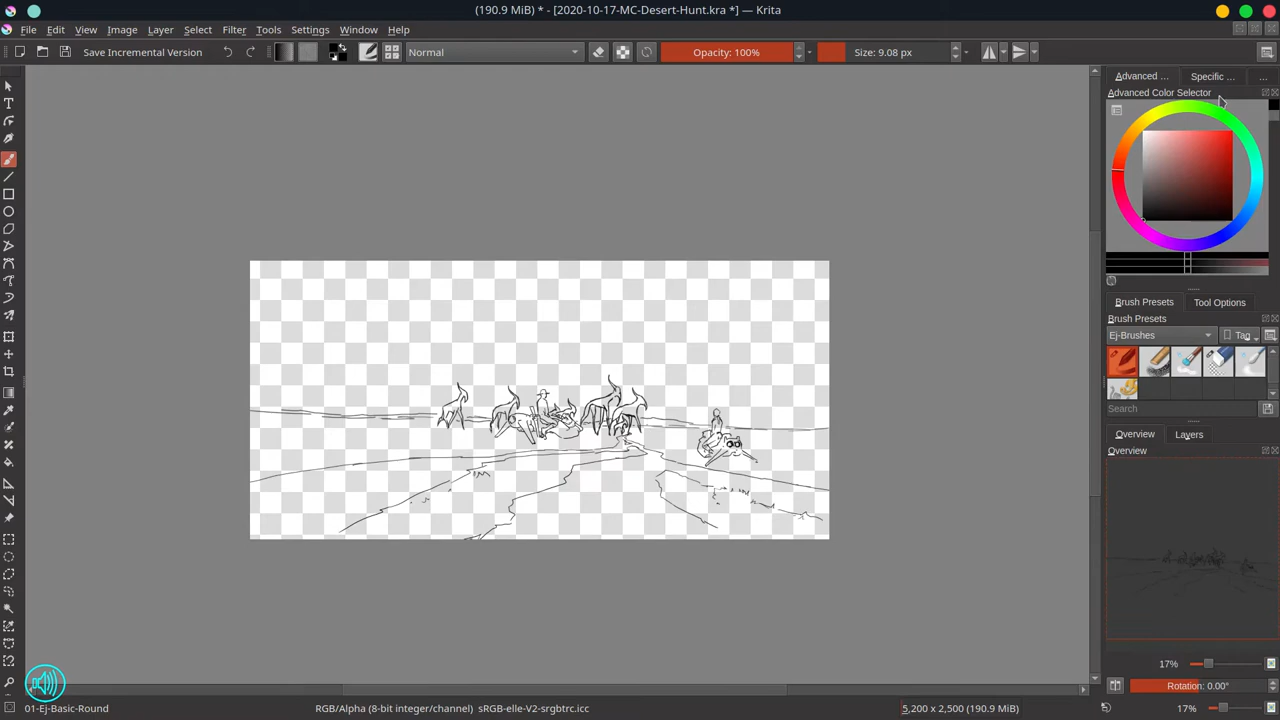 (190.9 MiB) * - [2020-10-17-MC-Desert-Hunt.kra *] — Krita
File Edit View Image Layer Select Filter Tools Settings Window Help
Save Incremental Version Normal Opacity: 100% Size: 9.08 px
Advanced ... Specific ... ...
Advanced Color Selector
Brush Presets Tool Options
Brush Presets
Ej-Brushes Tag
Search
Overview Layers
Overview
17%
Rotation: 0.00°
01-Ej-Basic-Round RGB/Alpha (8-bit integer/channel) sRGB-elle-V2-srgbtrc.icc 5,200 x 2,500 (190.9 MiB) 17%